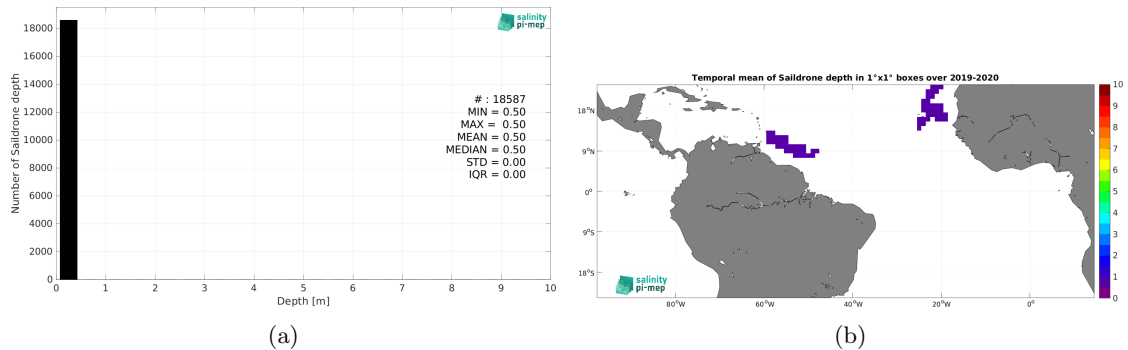 salinity
pi-mep
18000
16000
14000
12000
10000
8000
6000
4000
2000
0
Number of Saildrone depth
# : 18587
MIN = 0.50
MAX = 0.50
MEAN = 0.50
MEDIAN = 0.50
STD = 0.00
IQR = 0.00
0 1 2 3 4 5 6 7 8 9 10
Depth [m]
(a)
Temporal mean of Saildrone depth in 1°x1° boxes over 2019-2020
18°N
9°N
0°
9°S
18°S
80°W 60°W 40°W 20°W 0°
salinity
pi-mep
10
9
8
7
6
5
4
3
2
1
0
(b)